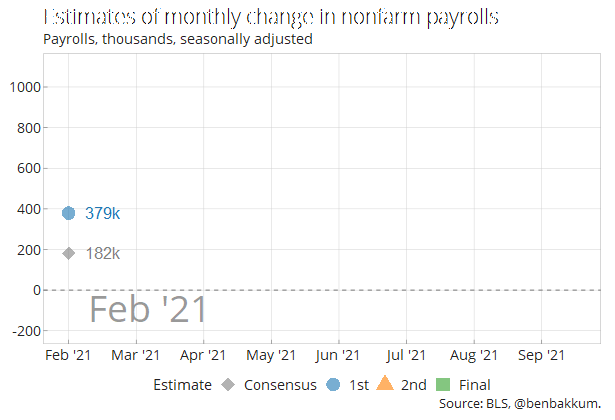 Estimates of monthly change in nonfarm payrolls
Payrolls, thousands, seasonally adjusted
1000
800
600
400
379k
200
182k
0
Feb '21
-200
Feb '21 Mar '21 Apr '21 May '21 Jun '21 Jul '21 Aug '21 Sep '21
Estimate Consensus 1st 2nd Final
Source: BLS, @benbakkum.